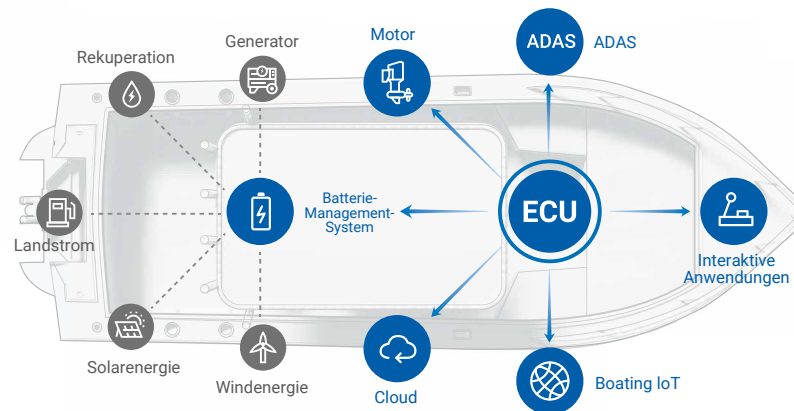 Generator
Motor
ADAS
ADAS
Rekuperation
Batterie-
Management-
System
ECU
Landstrom
Interaktive
Anwendungen
Solarenergie
Windenergie
Cloud
Boating IoT